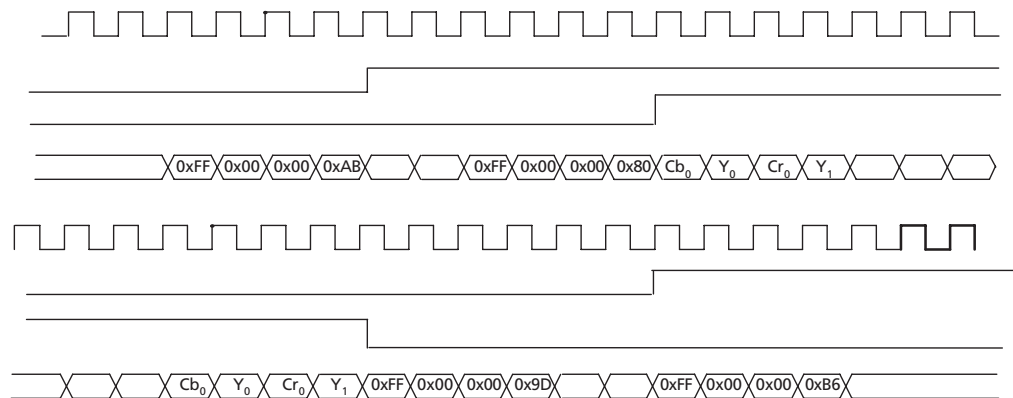 0xFF 0x00 0x00 0xAB 0xFF 0x00 0x00 0x80 Cb₀ Y₀ Cr₀ Y₁
Cb₀ Y₀ Cr₀ Y₁ 0xFF 0x00 0x00 0x9D 0xFF 0x00 0x00 0xB6